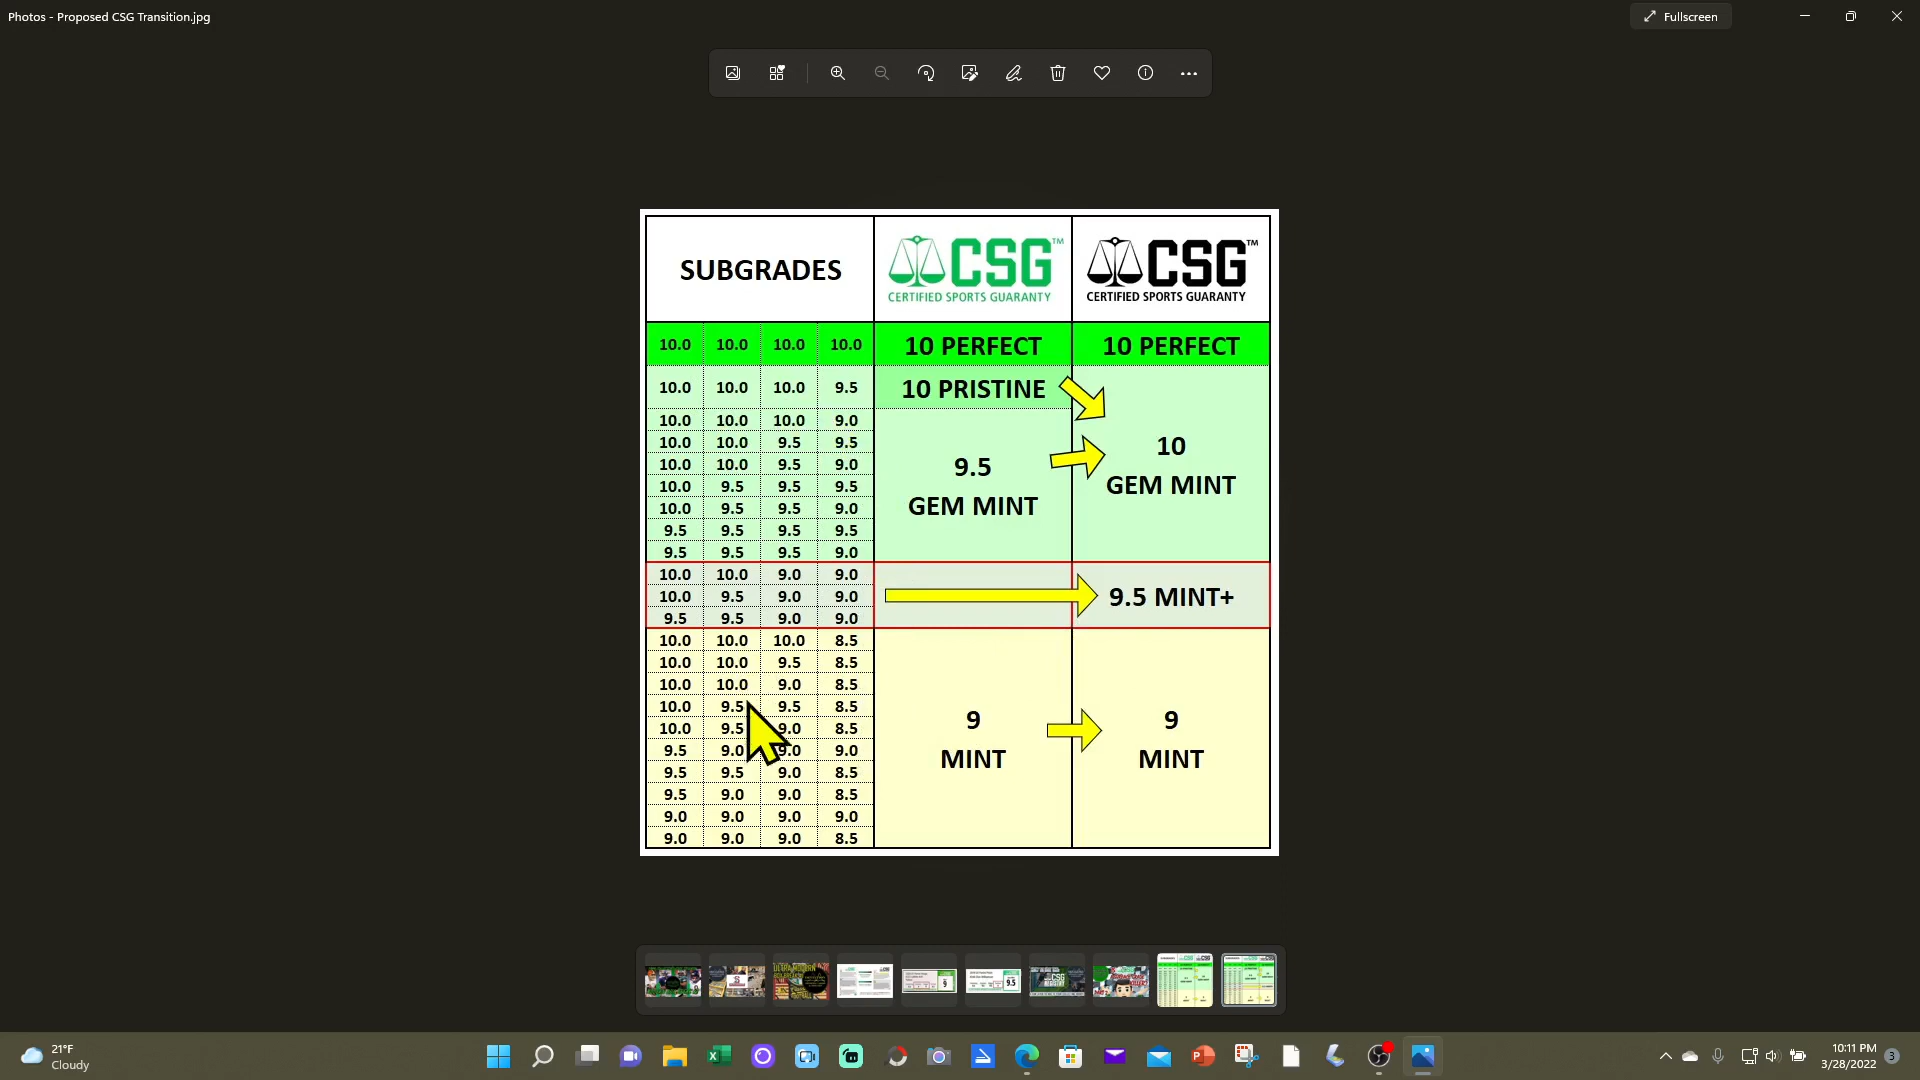 Photos - Proposed CSG Transition.jpg
Fullscreen
SUBGRADES
CSG™
CERTIFIED SPORTS GUARANTY
CSG™
CERTIFIED SPORTS GUARANTY
10.0 10.0 10.0 10.0 10 PERFECT 10 PERFECT
10.0 10.0 10.0 9.5 10 PRISTINE
10.0 10.0 10.0 9.0
10.0 10.0 9.5 9.5
10.0 10.0 9.5 9.0
10.0 9.5 9.5 9.5
10.0 9.5 9.5 9.0
9.5 9.5 9.5 9.5
9.5 9.5 9.5 9.0
9.5
GEM MINT
10
GEM MINT
10.0 10.0 9.0 9.0
10.0 9.5 9.0 9.0
9.5 9.5 9.0 9.0
9.5 MINT+
10.0 10.0 10.0 8.5
10.0 10.0 9.5 8.5
10.0 10.0 9.0 8.5
10.0 9.5 9.5 8.5
10.0 9.5 9.0 8.5
9.5 9.0 9.0 9.0
9.5 9.5 9.0 8.5
9.5 9.0 9.0 8.5
9.0 9.0 9.0 9.0
9.0 9.0 9.0 8.5
9
MINT
9
MINT
21°F
Cloudy
10:11 PM
3/28/2022
3